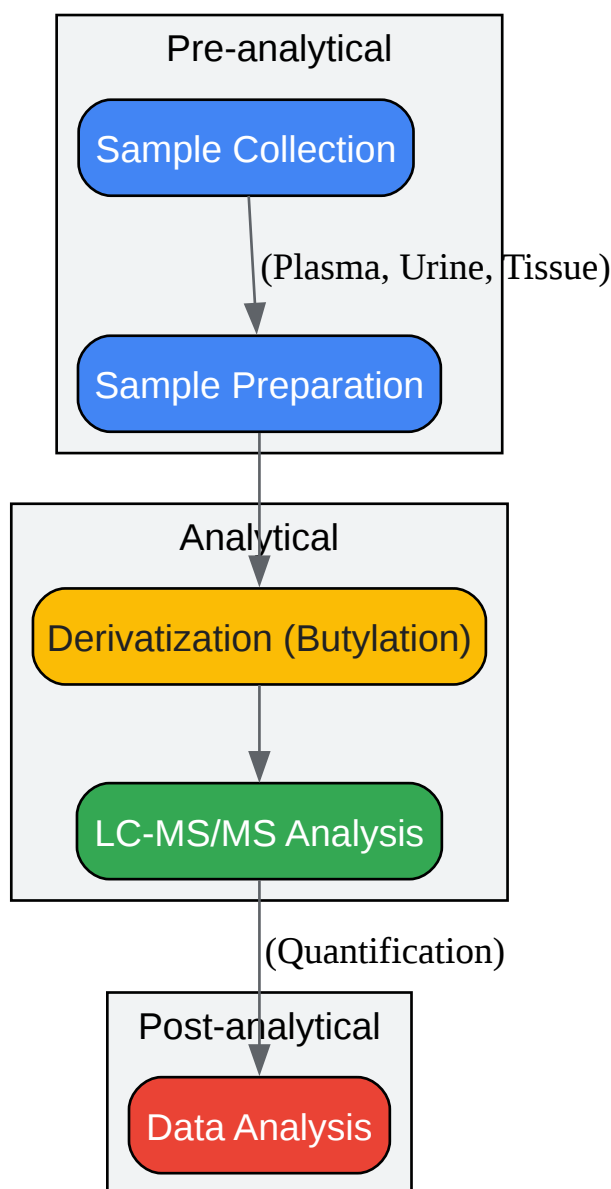 Pre-analytical
Sample Collection
(Plasma, Urine, Tissue)
Sample Preparation
Analytical
Derivatization (Butylation)
LC-MS/MS Analysis
(Quantification)
Post-analytical
Data Analysis